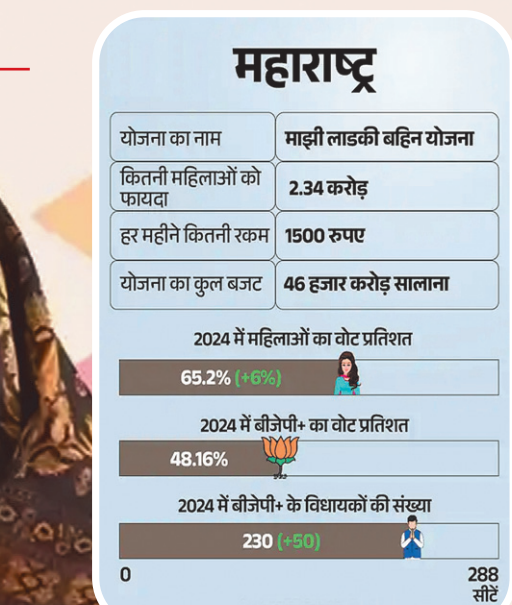 महाराष्ट्र
योजना का नाम
माझी लाडकी बहिन योजना
कितनी महिलाओं को
फायदा
2.34 करोड़
हर महीने कितनी रकम
1500 रुपए
योजना का कुल बजट
46 हजार करोड़ सालाना
2024 में महिलाओं का वोट प्रतिशत
65.2% (+6%)
2024 में बीजेपी+ का वोट प्रतिशत
48.16%
2024 में बीजेपी+ के विधायकों की संख्या
230 (+50)
0
288
सीटें